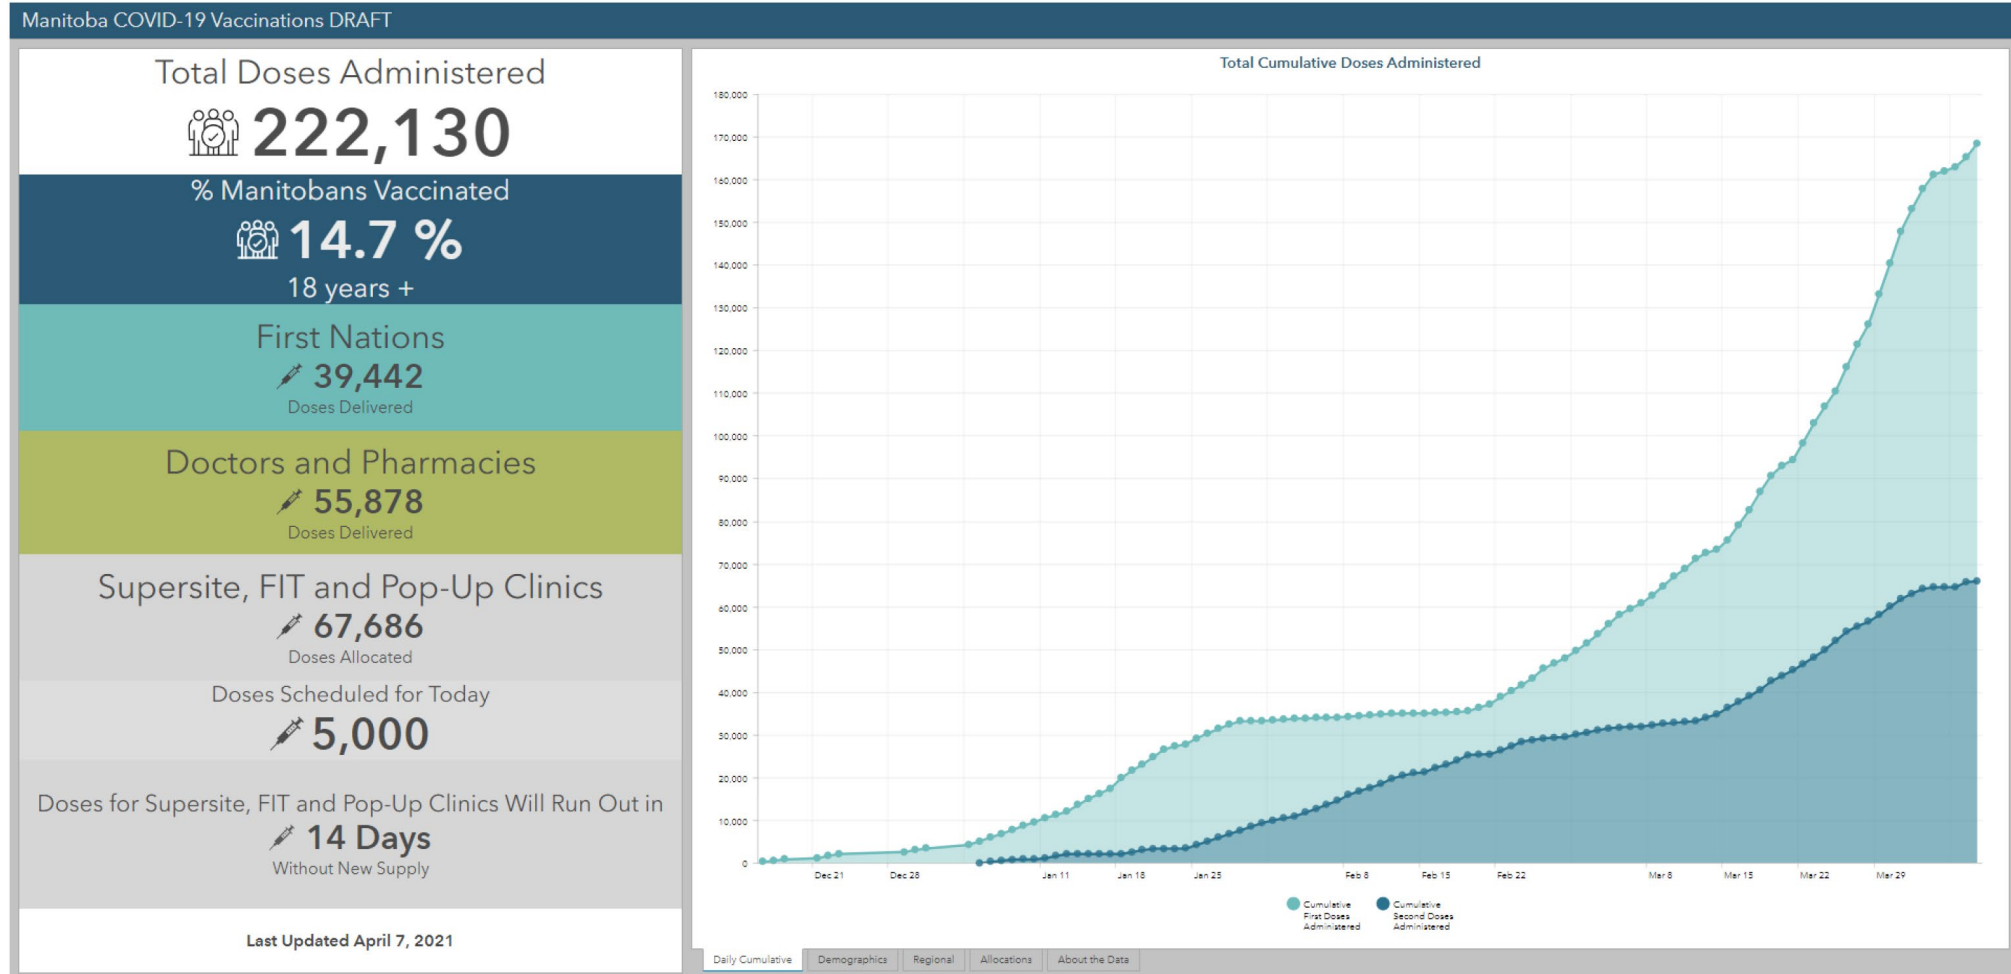 Manitoba COVID-19 Vaccinations DRAFT
Total Doses Administered
222,130
% Manitobans Vaccinated
14.7 %
18 years +
First Nations
39,442
Doses Delivered
Doctors and Pharmacies
55,878
Doses Delivered
Supersite, FIT and Pop-Up Clinics
67,686
Doses Allocated
Doses Scheduled for Today
5,000
Doses for Supersite, FIT and Pop-Up Clinics Will Run Out in
14 Days
Without New Supply
Last Updated April 7, 2021
Total Cumulative Doses Administered
180,000
170,000
160,000
150,000
140,000
130,000
120,000
110,000
100,000
90,000
80,000
70,000
60,000
50,000
40,000
30,000
20,000
10,000
0
Dec 21 Dec 28 Jan 11 Jan 18 Jan 25 Feb 8 Feb 15 Feb 22 Mar 8 Mar 15 Mar 22 Mar 29
Cumulative
First Doses
Administered
Cumulative
Second Doses
Administered
Daily Cumulative Demographics Regional Allocations About the Data